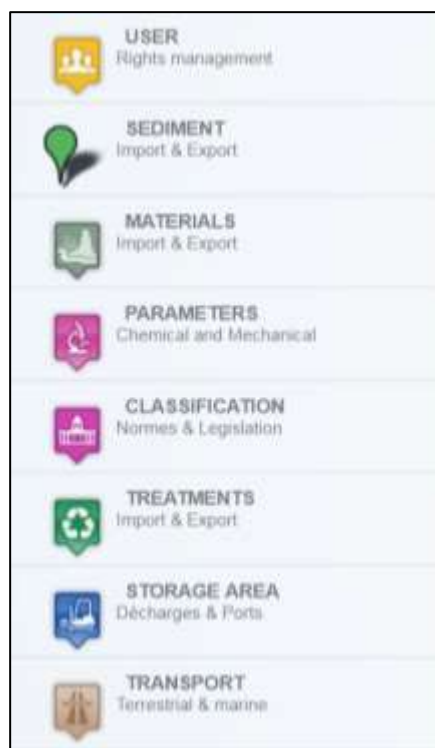 USER
Rights management
SEDIMENT
Import & Export
MATERIALS
Import & Export
PARAMETERS
Chemical and Mechanical
CLASSIFICATION
Normes & Legislation
TREATMENTS
Import & Export
STORAGE AREA
Décharges & Ports
TRANSPORT
Terrestrial & marine